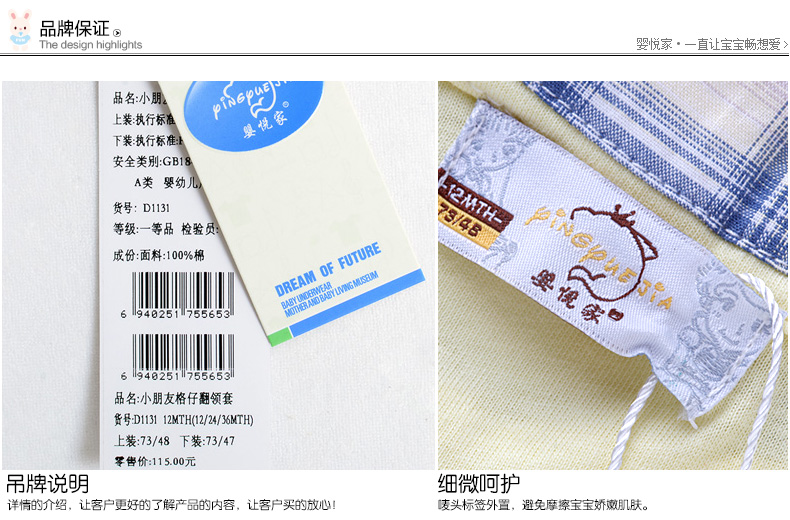 品牌保证
The design highlights
婴悦家·一直让宝宝畅想爱
品名:小朋友
上装:执行标准
下装:执行标准:
安全类别:GB18
A类 婴幼儿
货号: D1131
等级:一等品 检验员:
成份:面料:100%棉
6 940251 755653
6 940251 755653
品名:小朋友格仔翻领套
货号:D1131 12MTH(12/24/36MTH)
上装:73/48 下装:73/47
零售价:115.00元
YINGYUEJIA
婴悦家
DREAM OF FUTURE
BABY UNDERWEAR
MOTHER AND BABY LIVING MUSEUM
12MTH
73/48
YINGYUEJIA
婴悦家
吊牌说明
详情的介绍，让客户更好的了解产品的内容，让客户买的放心！
细微呵护
唛头标签外置，避免摩擦宝宝娇嫩肌肤。